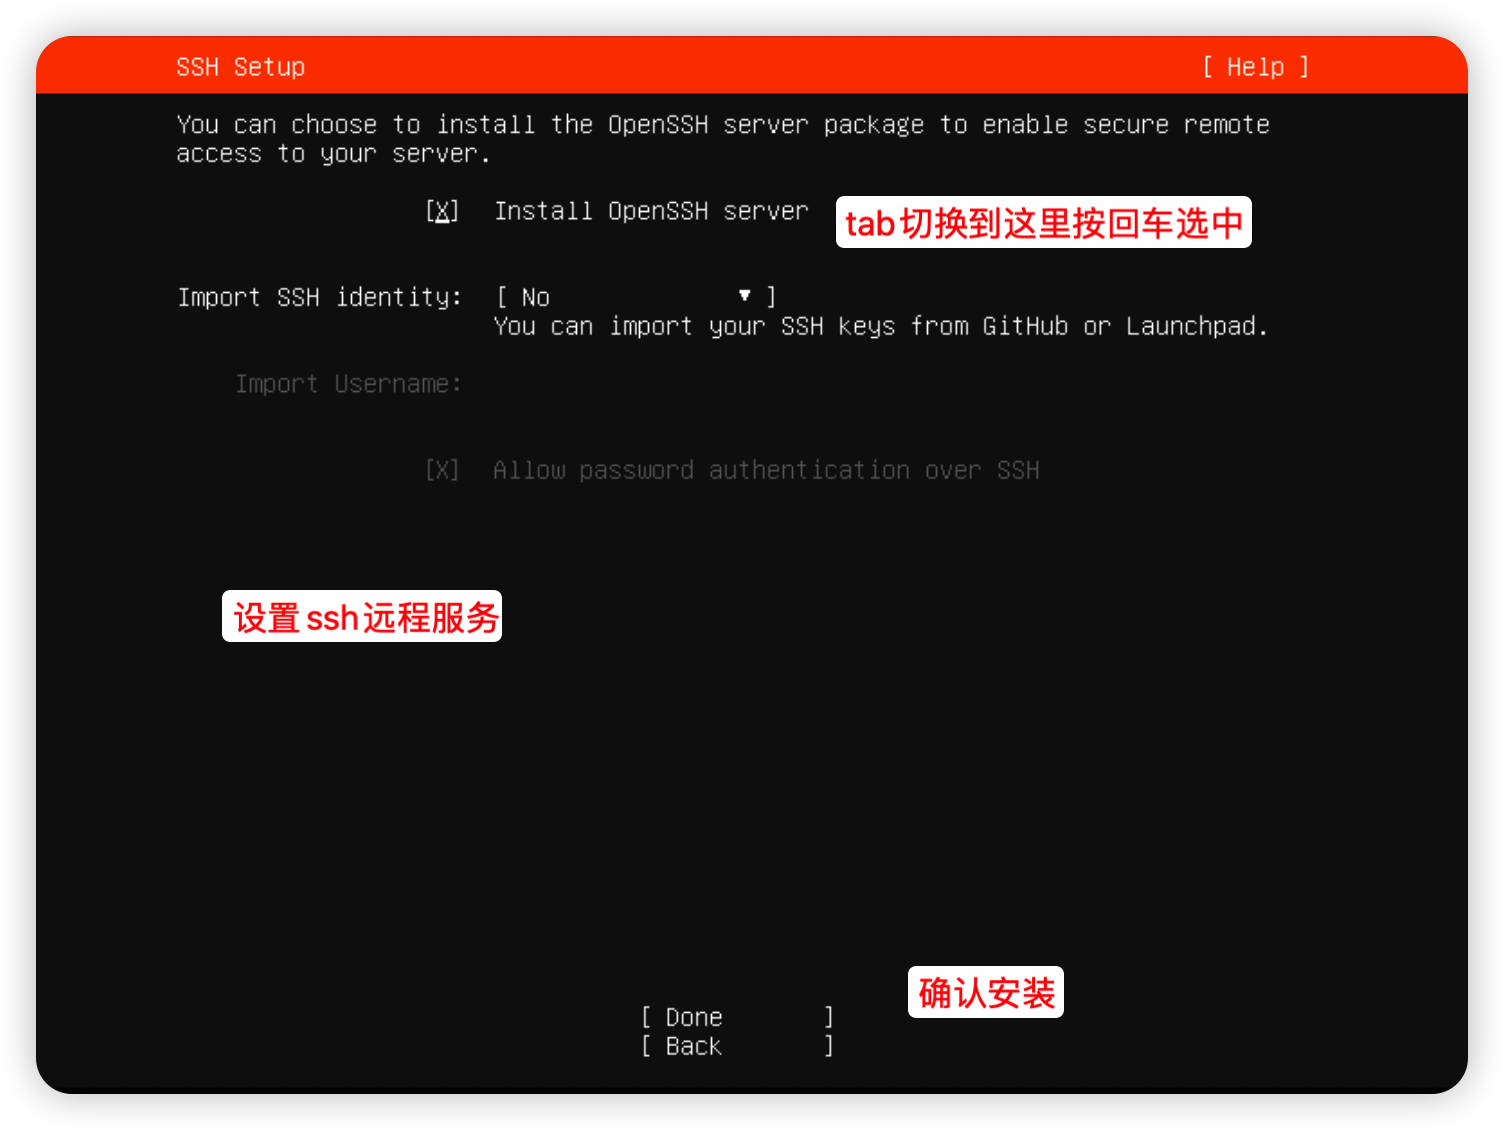 SSH Setup [ Help ]
You can choose to install the OpenSSH server package to enable secure remote
access to your server.
[X] Install OpenSSH server
tab切换到这里按回车选中
Import SSH identity: [ No ▾ ]
You can import your SSH keys from GitHub or Launchpad.
Import Username:
[X] Allow password authentication over SSH
设置ssh远程服务
确认安装
[ Done ]
[ Back ]